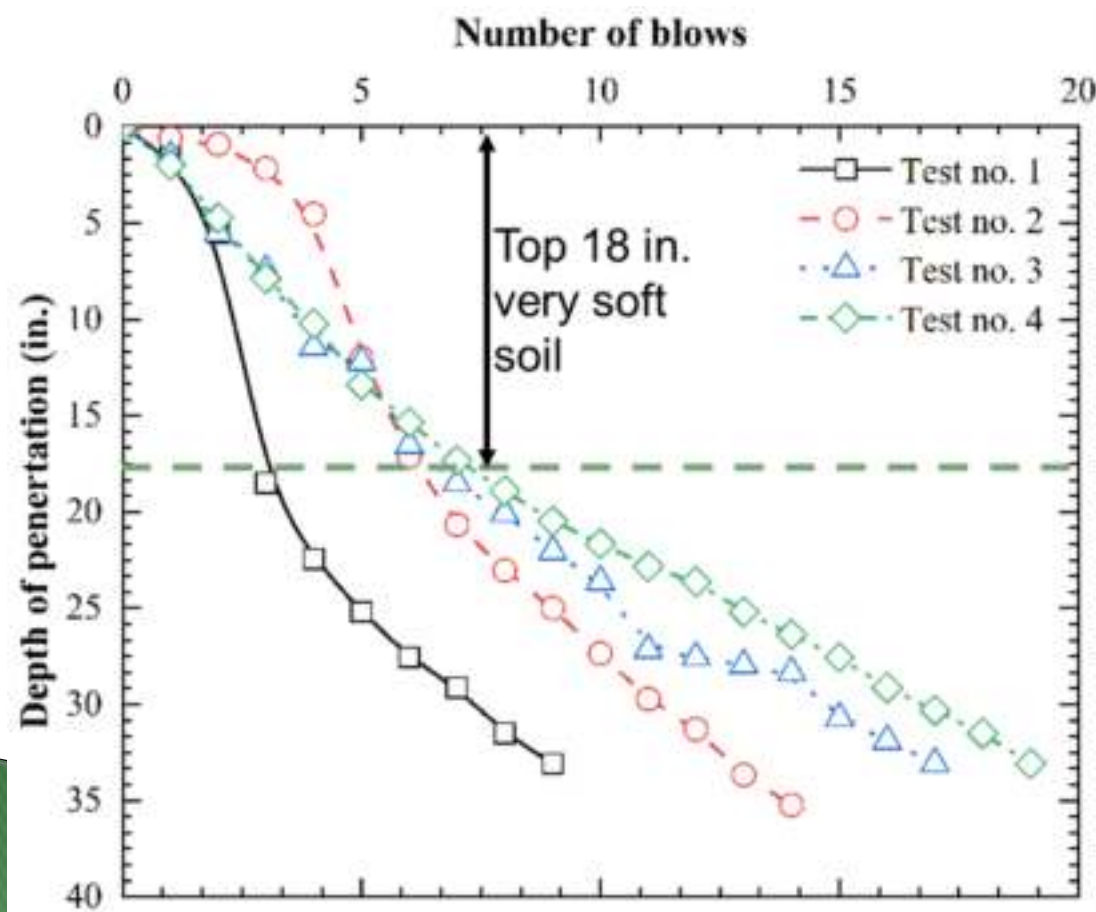 Number of blows
0 5 10 15 20
0
5
10
15
20
25
30
35
40
Depth of penertation (in.)
Top 18 in.
very soft
soil
Test no. 1
Test no. 2
Test no. 3
Test no. 4